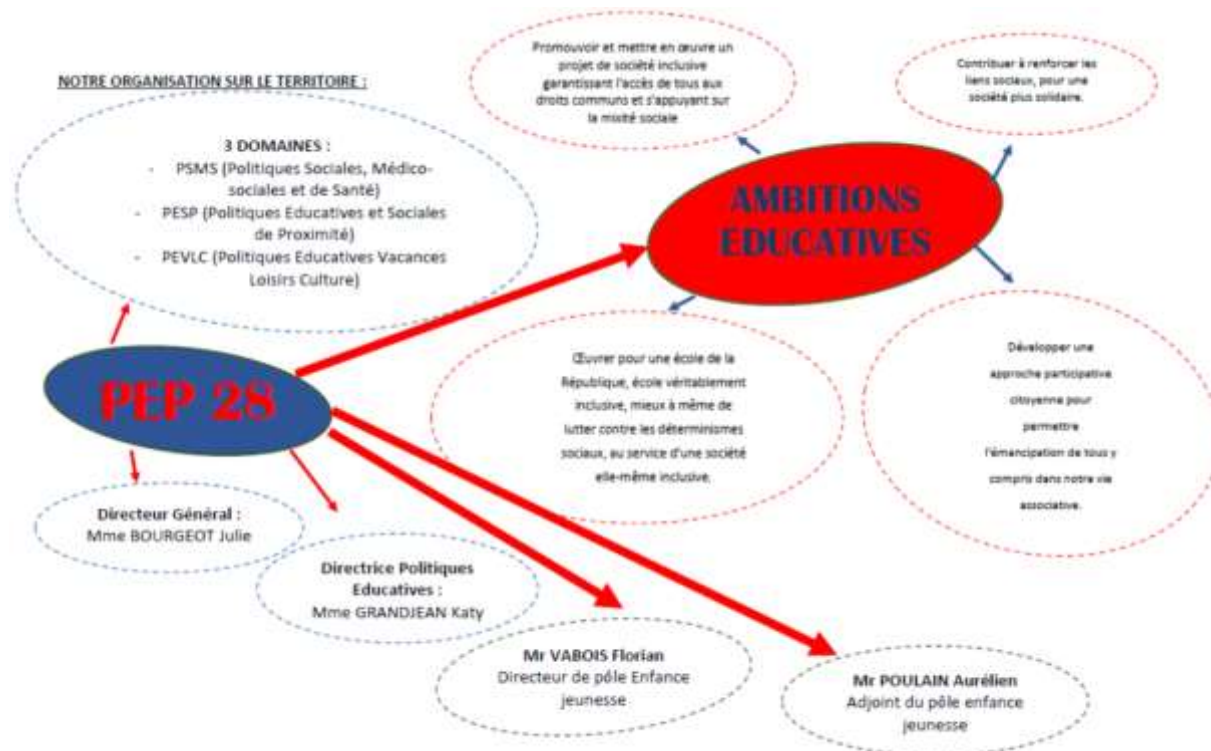 NOTRE ORGANISATION SUR LE TERRITOIRE :
3 DOMAINES :
- PSMS (Politiques Sociales, Médico-
sociales et de Santé)
- PESP (Politiques Educatives et Sociales
de Proximité)
- PEVLC (Politiques Educatives Vacances
Loisirs Culture)
Promouvoir et mettre en œuvre un
projet de société inclusive
garantissant l'accès de tous aux
droits communs et s'appuyant sur
la mixité sociale
Contribuer à renforcer les
liens sociaux, pour une
société plus solidaire.
AMBITIONS
EDUCATIVES
PEP 28
Œuvrer pour une école de la
République, école véritablement
inclusive, mieux à même de
lutter contre les déterminismes
sociaux, au service d'une société
elle-même inclusive.
Développer une
approche participative
citoyenne pour
permettre
l'émancipation de tous y
compris dans notre vie
associative.
Directeur Général :
Mme BOURGEOT Julie
Directrice Politiques
Educatives :
Mme GRANDJEAN Katy
Mr VABOIS Florian
Directeur de pôle Enfance
jeunesse
Mr POULAIN Aurélien
Adjoint du pôle enfance
jeunesse